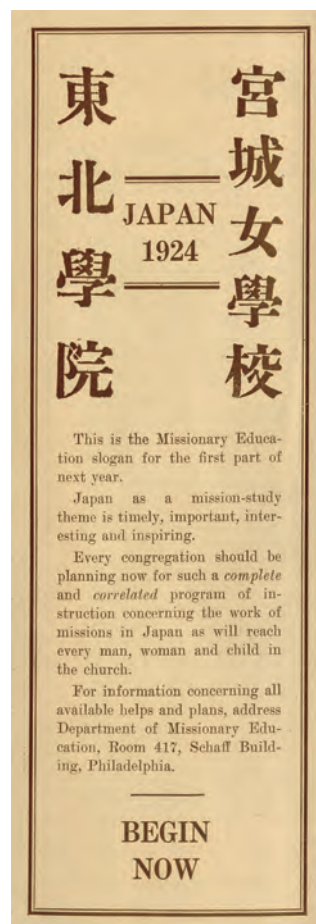 宮城女學校
東北學院
JAPAN
1924
This is the Missionary Educa-
tion slogan for the first part of
next year.
Japan as a mission-study
theme is timely, important, inter-
esting and inspiring.
Every congregation should be
planning now for such a complete
and correlated program of in-
struction concerning the work of
missions in Japan as will reach
every man, woman and child in
the church.
For information concerning all
available helps and plans, address
Department of Missionary Edu-
cation, Room 417, Schaff Build-
ing, Philadelphia.
BEGIN
NOW